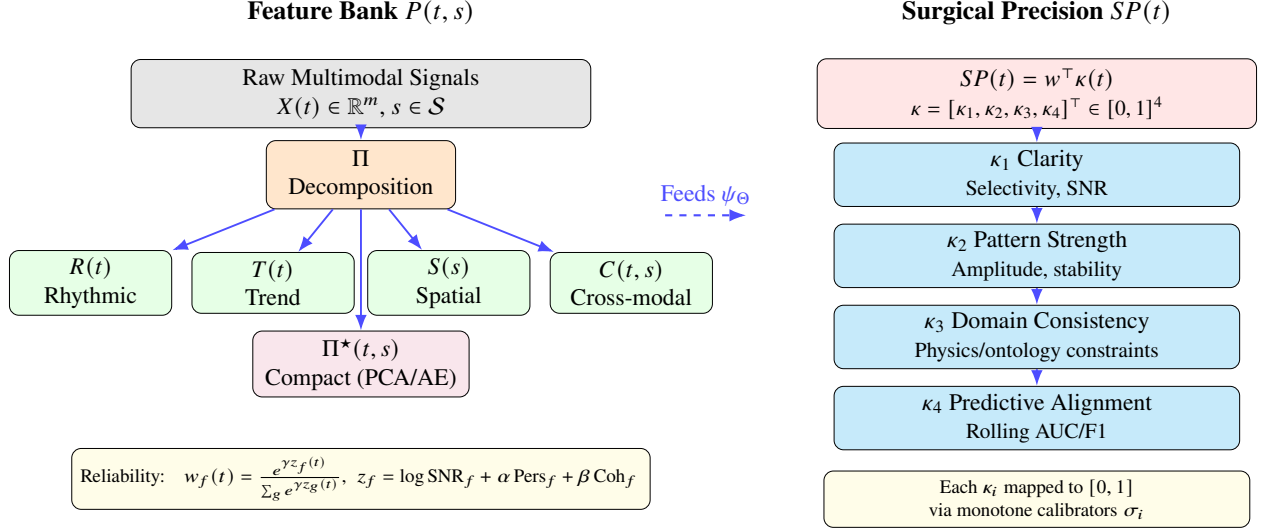 Feature Bank P(t, s)
Raw Multimodal Signals
X(t) ∈ ℝ^m, s ∈ 𝒮
Π
Decomposition
R(t)
Rhythmic
T(t)
Trend
S(s)
Spatial
C(t, s)
Cross-modal
Π^★(t, s)
Compact (PCA/AE)
Reliability: w_f(t) = e^{γz_f(t)} / ∑_g e^{γz_g(t)}, z_f = log SNR_f + α Pers_f + β Coh_f
Feeds ψ_Θ
Surgical Precision SP(t)
SP(t) = w^⊤κ(t)
κ = [κ_1, κ_2, κ_3, κ_4]^⊤ ∈ [0, 1]^4
κ_1 Clarity
Selectivity, SNR
κ_2 Pattern Strength
Amplitude, stability
κ_3 Domain Consistency
Physics/ontology constraints
κ_4 Predictive Alignment
Rolling AUC/F1
Each κ_i mapped to [0, 1]
via monotone calibrators σ_i